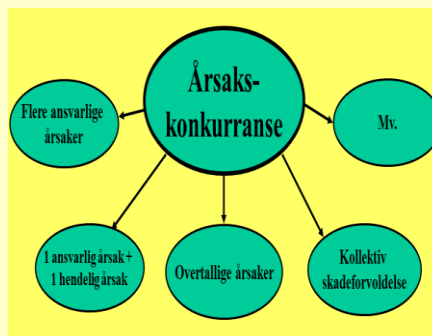 Årsaks-
konkurranse
Flere ansvarlige
årsaker
Mv.
1 ansvarlig årsak +
1 hendelig årsak
Overtallige årsaker
Kollektiv
skadeforvoldelse